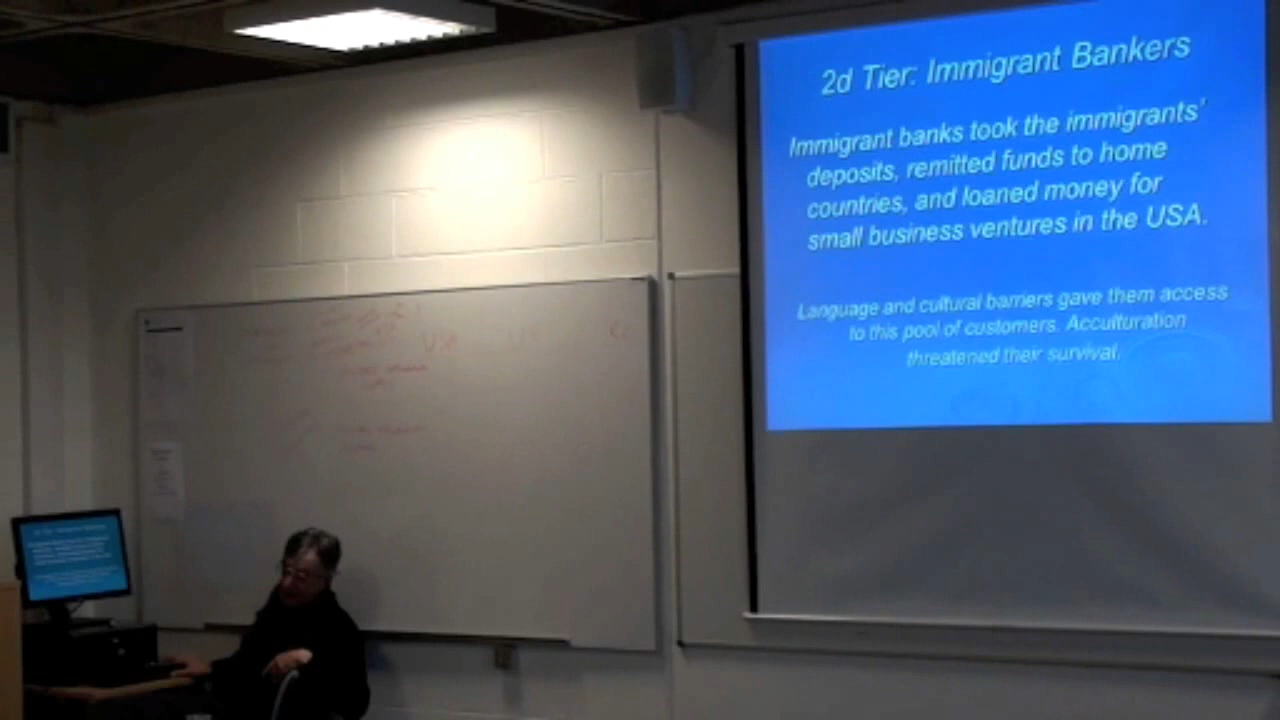 2d Tier: Immigrant Bankers
Immigrant banks took the immigrants'
deposits, remitted funds to home
countries, and loaned money for
small business ventures in the USA.
Language and cultural barriers gave them access
to this pool of customers. Acculturation
threatened their survival.